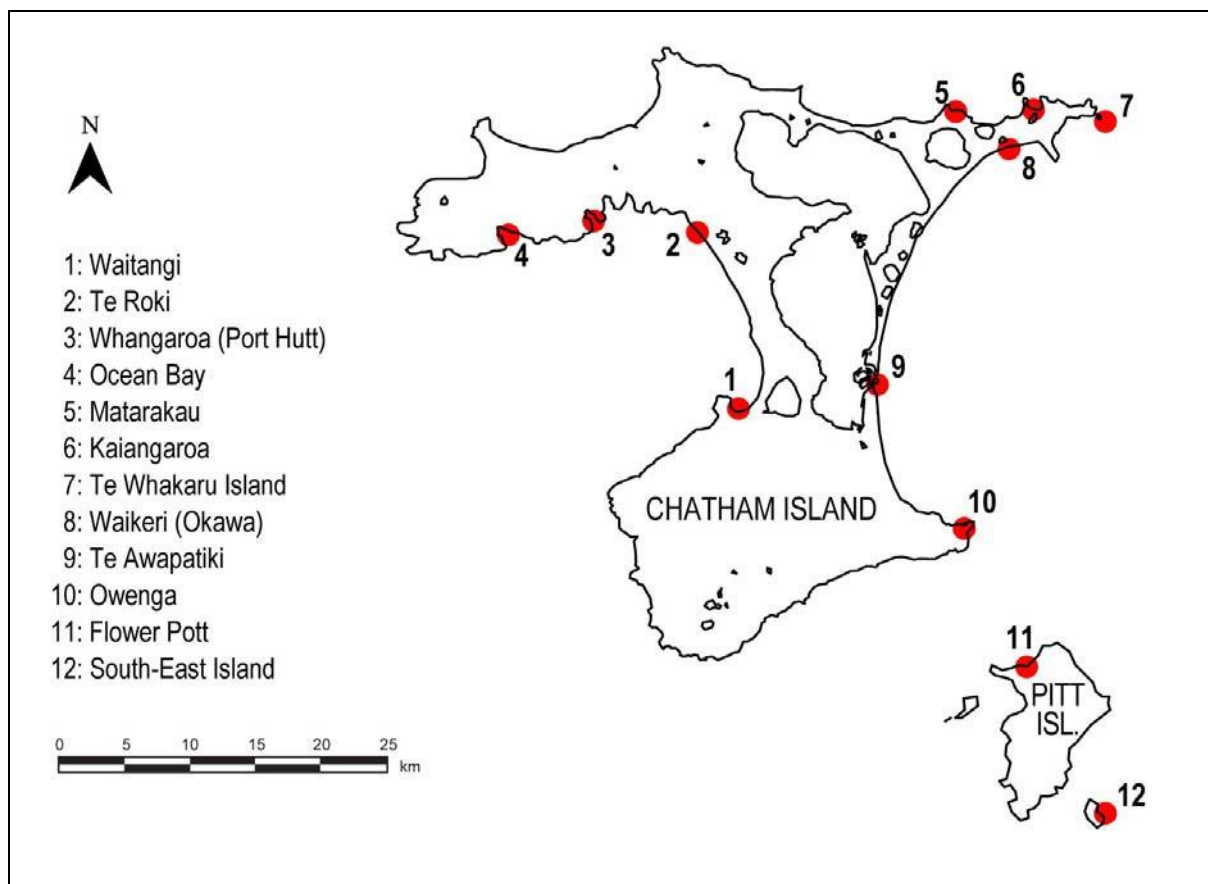 N
1: Waitangi
2: Te Roki
3: Whangaroa (Port Hutt)
4: Ocean Bay
5: Matarakau
6: Kaiangaroa
7: Te Whakaru Island
8: Waikeri (Okawa)
9: Te Awapatiki
10: Owenga
11: Flower Pott
12: South-East Island
0 5 10 15 20 25
km
5
6
7
8
4
3
2
1
9
CHATHAM ISLAND
10
11
PITT
ISL.
12